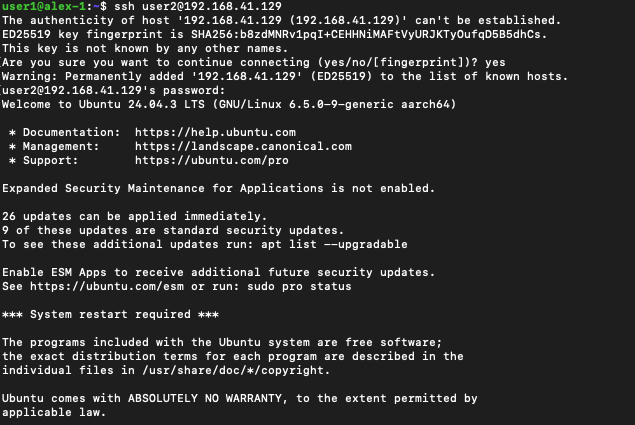 user1@alex-1:~$ ssh user2@192.168.41.129
The authenticity of host '192.168.41.129 (192.168.41.129)' can't be established.
ED25519 key fingerprint is SHA256:b8zdMNRv1pqI+CEHHNiMAFtVyURJKTyOufqD5B5dhCs.
This key is not known by any other names.
Are you sure you want to continue connecting (yes/no/[fingerprint])? yes
Warning: Permanently added '192.168.41.129' (ED25519) to the list of known hosts.
user2@192.168.41.129's password:
Welcome to Ubuntu 24.04.3 LTS (GNU/Linux 6.5.0-9-generic aarch64)

 * Documentation:  https://help.ubuntu.com
 * Management:     https://landscape.canonical.com
 * Support:        https://ubuntu.com/pro

Expanded Security Maintenance for Applications is not enabled.

26 updates can be applied immediately.
9 of these updates are standard security updates.
To see these additional updates run: apt list --upgradable

Enable ESM Apps to receive additional future security updates.
See https://ubuntu.com/esm or run: sudo pro status

*** System restart required ***

The programs included with the Ubuntu system are free software;
the exact distribution terms for each program are described in the
individual files in /usr/share/doc/*/copyright.

Ubuntu comes with ABSOLUTELY NO WARRANTY, to the extent permitted by
applicable law.